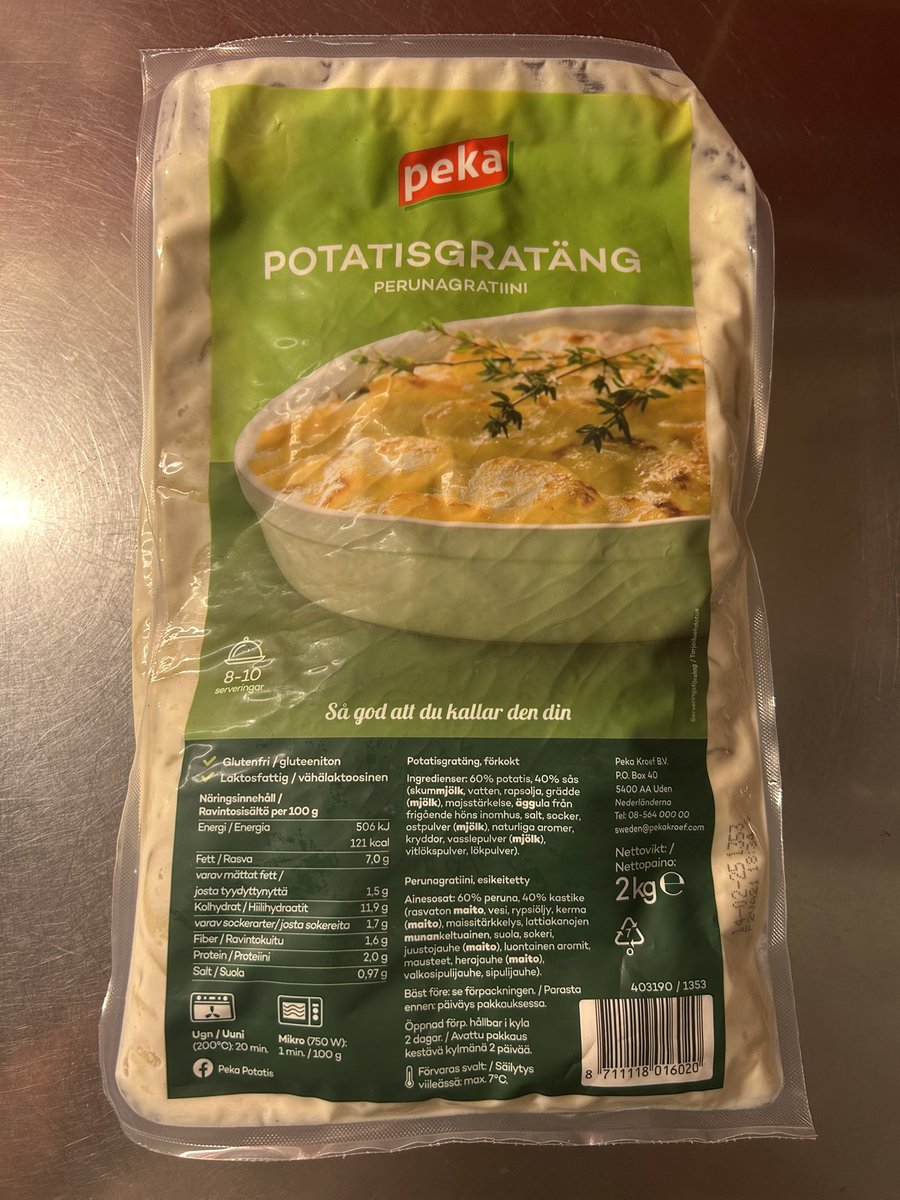 peka
POTATISGRATÄNG
PERUNAGRATIINI
Serveringsförslag / Tarjoiluehdotus
8-10
serveringar
Så god att du kallar den din
Glutenfri / gluteeniton
Laktosfattig / vähälaktoosinen
Näringsinnehåll /
Ravintosisältö per 100 g
Energi / Energia 506 kJ
121 kcal
Fett / Rasva 7,0 g
varav mättat fett /
josta tyydyttynyttä 1,5 g
Kolhydrat / Hiilihydraatit 11,9 g
varav sockerarter / josta sokereita 1,7 g
Fiber / Ravintokuitu 1,6 g
Protein / Proteiini 2,0 g
Salt / Suola 0,97 g
Ugn / Uuni
(200°C): 20 min.
Mikro (750 W):
1 min. / 100 g
Peka Potatis
Potatisgratäng, förkokt
Ingredienser: 60% potatis, 40% sås
(skummjölk, vatten, rapsolja, grädde
(mjölk), majsstärkelse, äggula från
frigående höns inomhus, salt, socker,
ostpulver (mjölk), naturliga aromer,
kryddor, vasslepulver (mjölk),
vitlökspulver, lökpulver).
Perunagratiini, esikeitetty
Ainesosat: 60% peruna, 40% kastike
(rasvaton maito, vesi, rypsiöljy, kerma
(maito), maissitärkkelys, lattiakanojen
munankeltuainen, suola, sokeri,
juustojauhe (maito), luontainen aromit,
mausteet, herajauhe (maito),
valkosipulijauhe, sipulijauhe).
Bäst före: se förpackningen. / Parasta
ennen: päiväys pakkauksessa.
Öppnad förp. hållbar i kyla
2 dagar. / Avattu pakkaus
kestävä kylmänä 2 päivää.
Förvaras svalt: / Säilytys
viileässä: max. 7°C.
Peka Kroef B.V.
P.O. Box 40
5400 AA Uden
Nederländerna
Tel: 08-564 000 00
sweden@pekakroef.com
Nettovikt: /
Nettopaino:
2kg e
7
O
14-02-25 1353
403190 / 1353
8 711118 016020